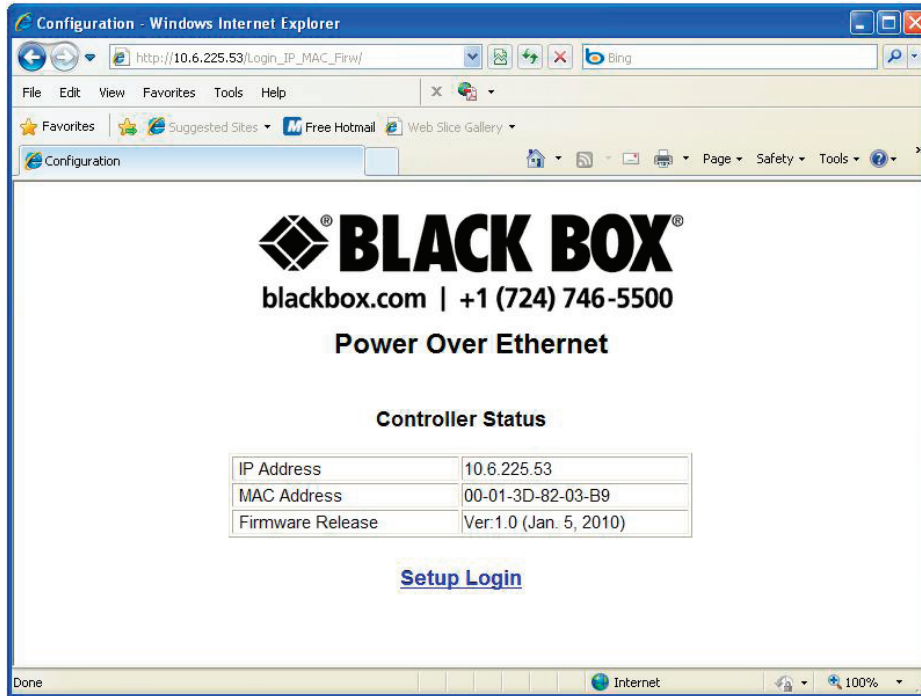 Configuration - Windows Internet Explorer
http://10.6.225.53/Login_IP_MAC_Firw/
Bing
File Edit View Favorites Tools Help
Favorites Suggested Sites Free Hotmail Web Slice Gallery
Configuration Page Safety Tools
BLACK BOX®
blackbox.com | +1 (724) 746-5500
Power Over Ethernet
Controller Status
IP Address 10.6.225.53
MAC Address 00-01-3D-82-03-B9
Firmware Release Ver:1.0 (Jan. 5, 2010)
Setup Login
Done Internet 100%